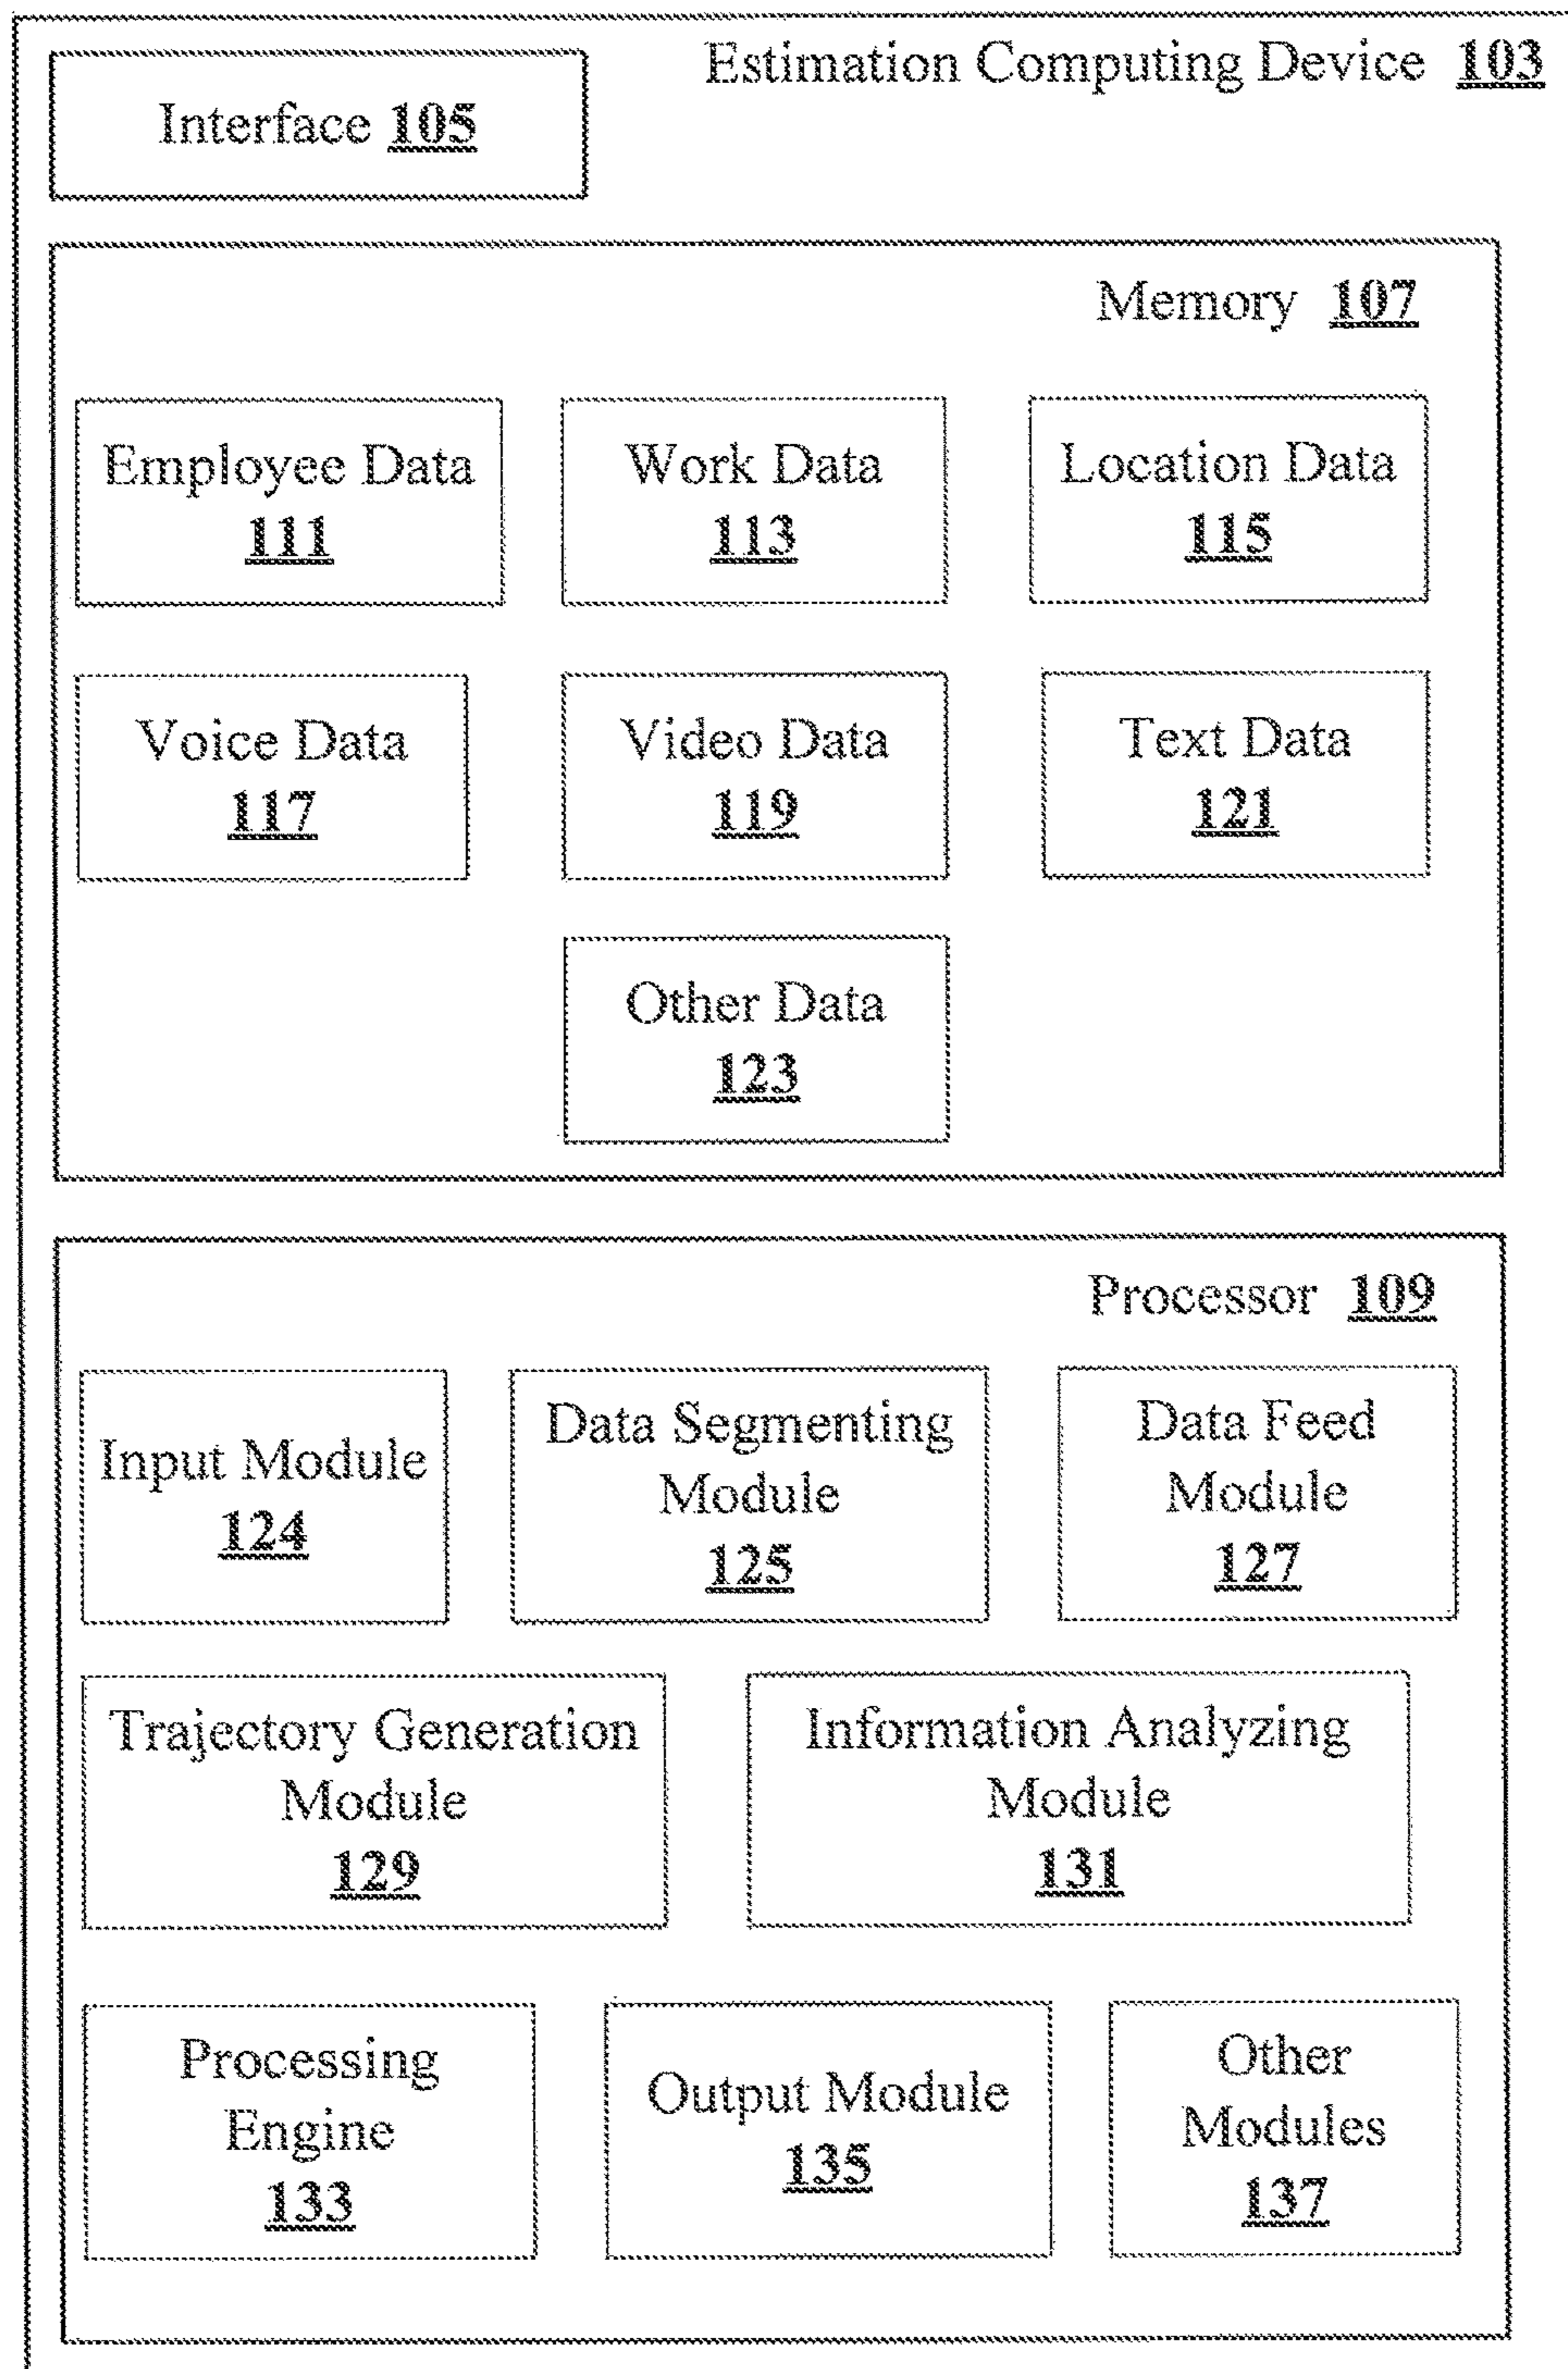 Estimation Computing Device 103
Interface 105
Memory 107
Employee Data
111
Work Data
113
Location Data
115
Voice Data
117
Video Data
119
Text Data
121
Other Data
123
Processor 109
Input Module
124
Data Segmenting
Module
125
Data Feed
Module
127
Trajectory Generation
Module
129
Information Analyzing
Module
131
Processing
Engine
133
Output Module
135
Other
Modules
137